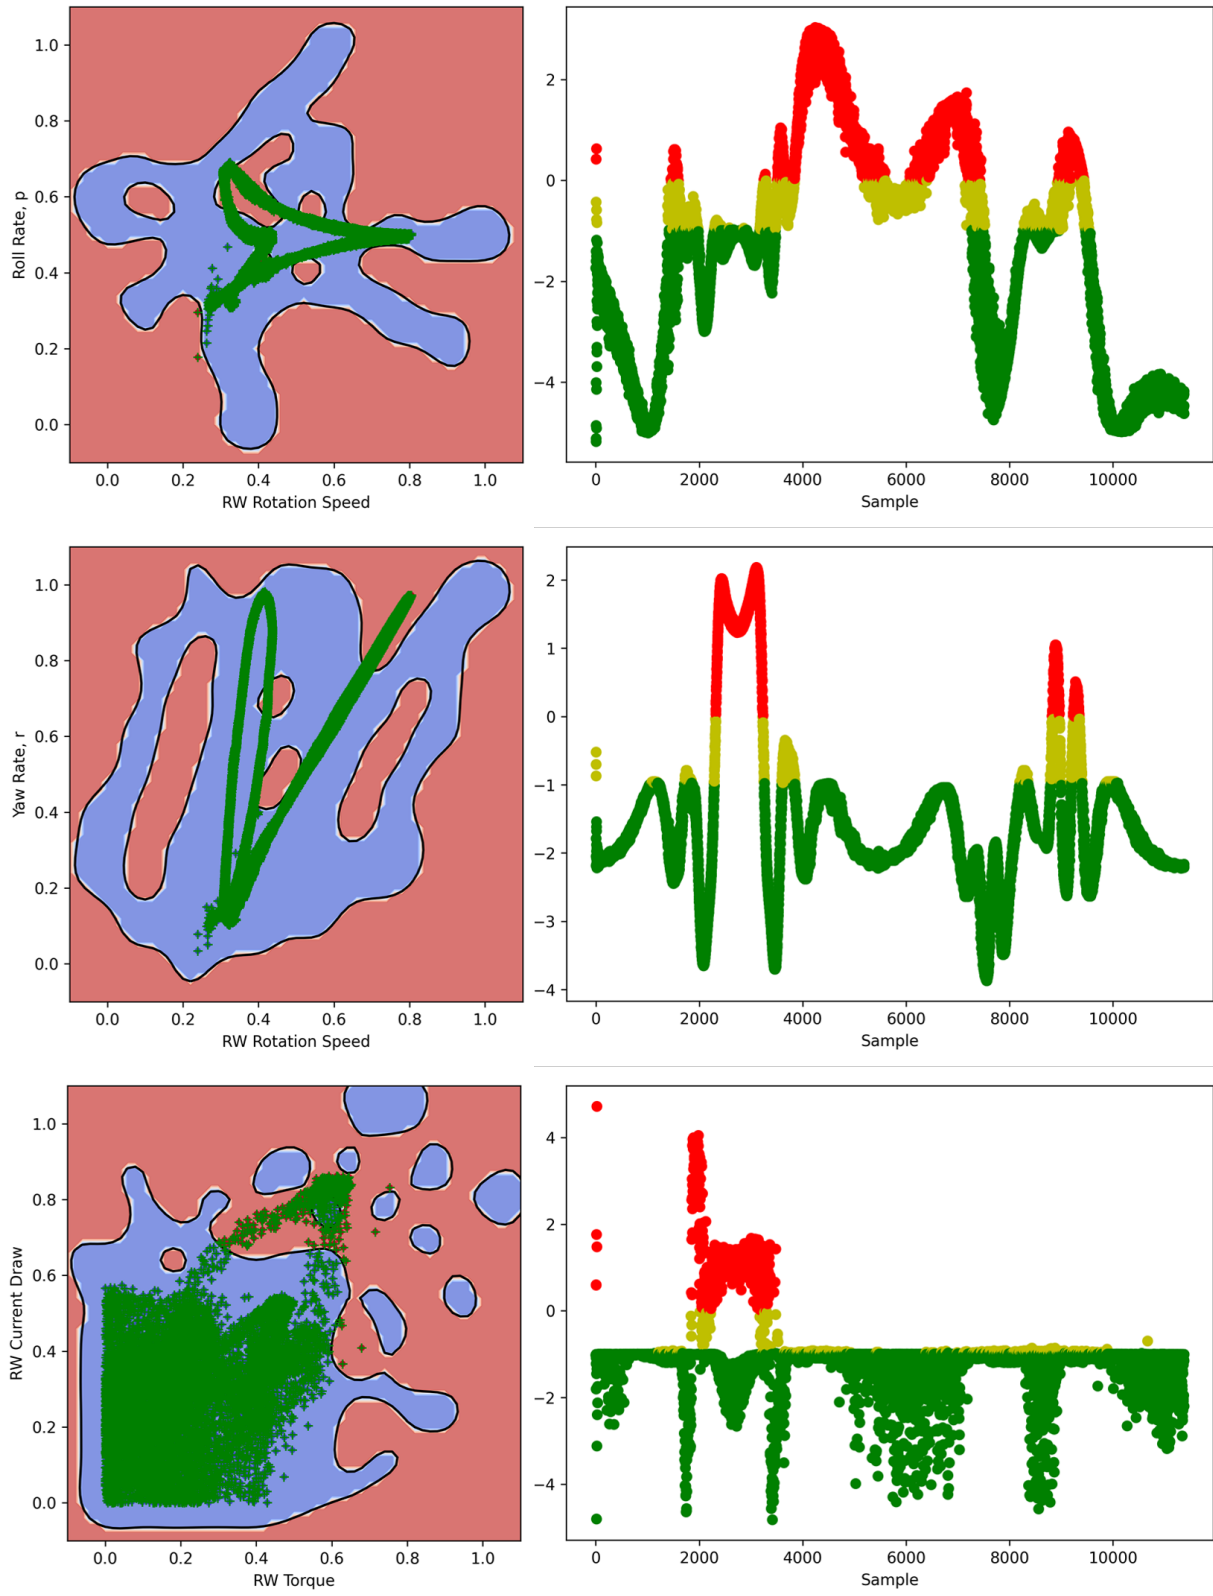 1.0
0.8
0.6
0.4
0.2
0.0
Roll Rate, p
0.0 0.2 0.4 0.6 0.8 1.0
RW Rotation Speed
2
0
−2
−4
0 2000 4000 6000 8000 10000
Sample
1.0
0.8
0.6
0.4
0.2
0.0
Yaw Rate, r
0.0 0.2 0.4 0.6 0.8 1.0
RW Rotation Speed
2
1
0
−1
−2
−3
−4
0 2000 4000 6000 8000 10000
Sample
1.0
0.8
0.6
0.4
0.2
0.0
RW Current Draw
0.0 0.2 0.4 0.6 0.8 1.0
RW Torque
4
2
0
−2
−4
0 2000 4000 6000 8000 10000
Sample